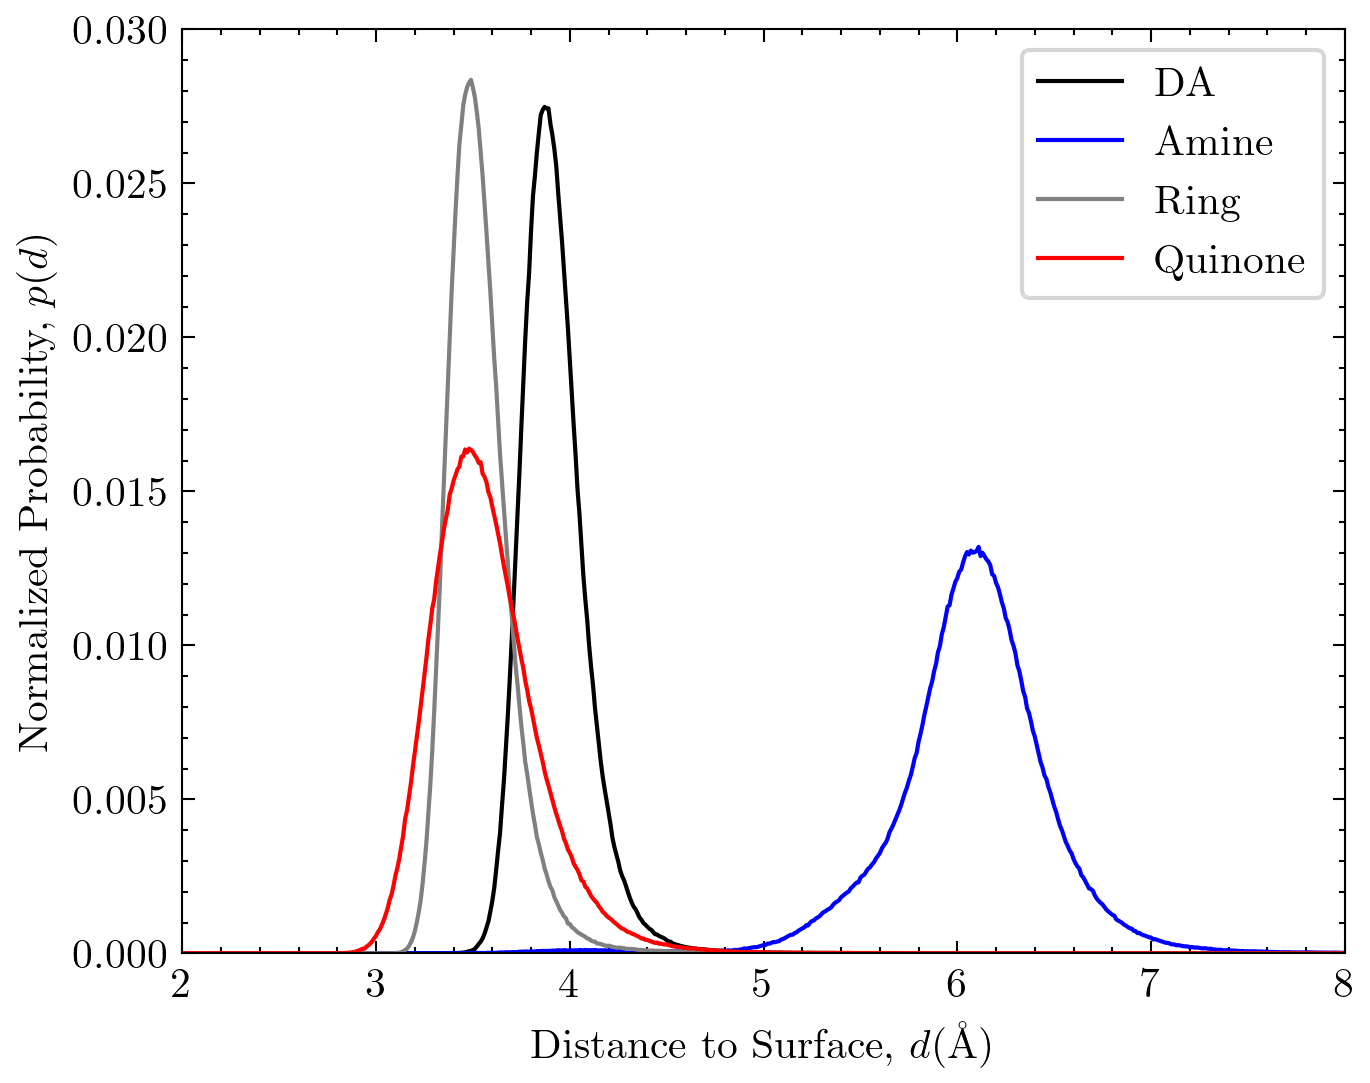 0.030
0.025
0.020
0.015
0.010
0.005
0.000
Normalized Probability, p(d)
DA
Amine
Ring
Quinone
2 3 4 5 6 7 8
Distance to Surface, d(Å)